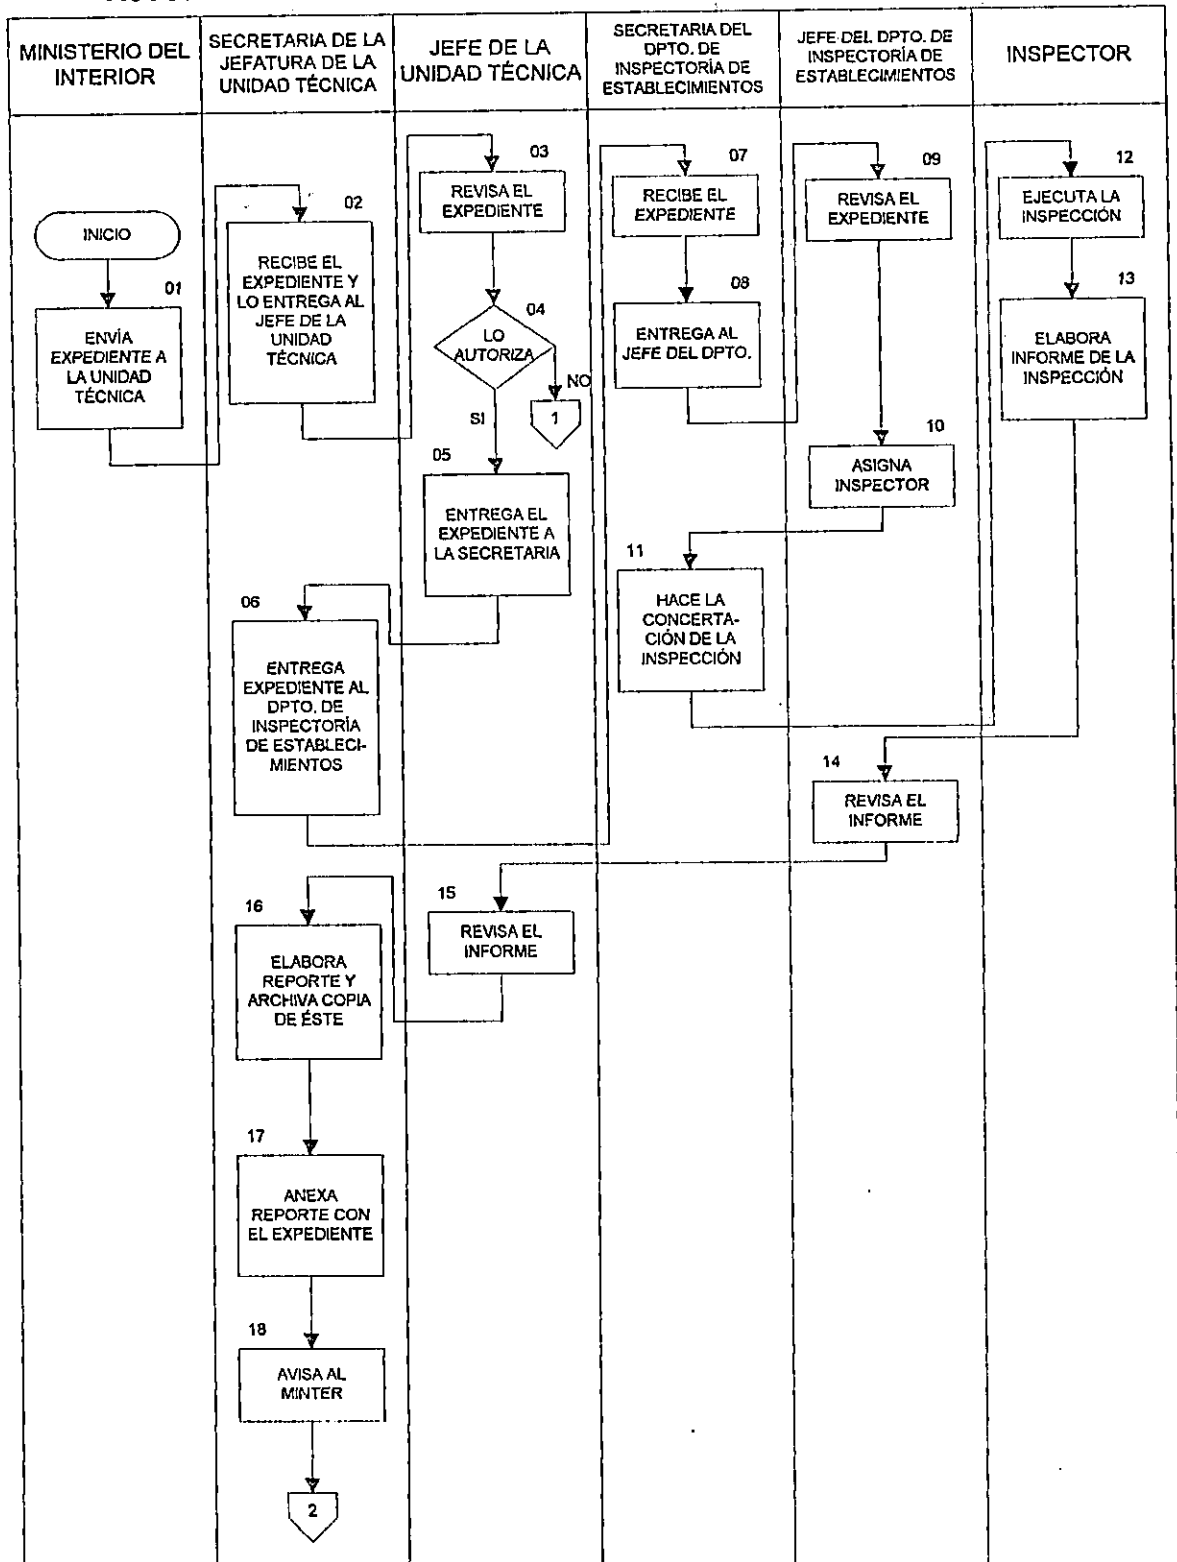 MINISTERIO DEL
INTERIOR
SECRETARIA DE LA
JEFATURA DE LA
UNIDAD TÉCNICA
JEFE DE LA
UNIDAD TÉCNICA
SECRETARIA DEL
DPTO. DE
INSPECTORÍA DE
ESTABLECIMIENTOS
JEFE DEL DPTO. DE
INSPECTORÍA DE
ESTABLECIMIENTOS
INSPECTOR
INICIO
01
ENVÍA
EXPEDIENTE A
LA UNIDAD
TÉCNICA
02
RECIBE EL
EXPEDIENTE Y
LO ENTREGA AL
JEFE DE LA
UNIDAD
TÉCNICA
03
REVISA EL
EXPEDIENTE
04
LO
AUTORIZA
NO
1
SI
05
ENTREGA EL
EXPEDIENTE A
LA SECRETARIA
06
ENTREGA
EXPEDIENTE AL
DPTO. DE
INSPECTORÍA
DE ESTABLECI-
MIENTOS
07
RECIBE EL
EXPEDIENTE
08
ENTREGA AL
JEFE DEL DPTO.
09
REVISA EL
EXPEDIENTE
10
ASIGNA
INSPECTOR
11
HACE LA
CONCERTA-
CIÓN DE LA
INSPECCIÓN
12
EJECUTA LA
INSPECCIÓN
13
ELABORA
INFORME DE LA
INSPECCIÓN
14
REVISA EL
INFORME
15
REVISA EL
INFORME
16
ELABORA
REPORTE Y
ARCHIVA COPIA
DE ÉSTE
17
ANEXA
REPORTE CON
EL EXPEDIENTE
18
AVISA AL
MINTER
2